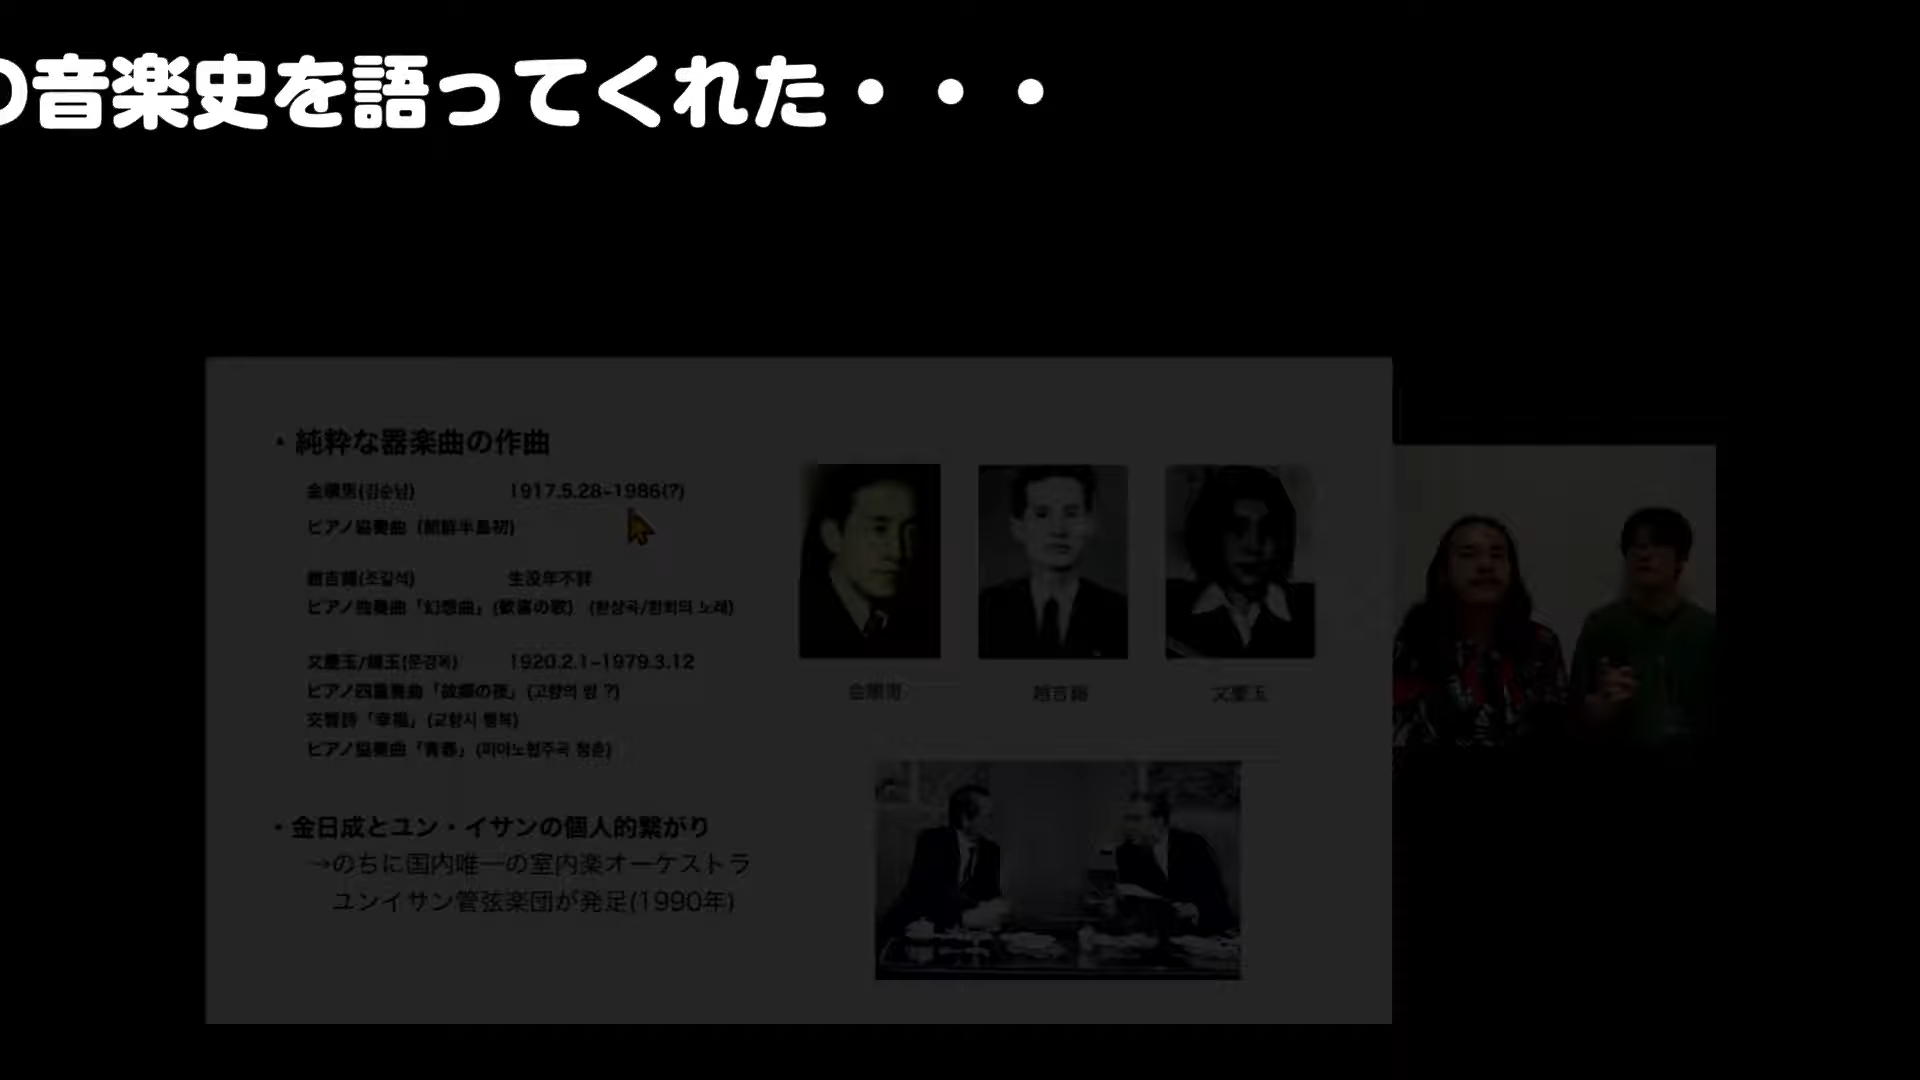 の音楽史を語ってくれた・・・
・純粋な器楽曲の作曲
金順男(김순남) 1917.5.28-1986(?)
ピアノ協奏曲 (朝鮮半島初)
(조길석) 生没年不詳
ピアノ独奏曲「幻想曲」(歓喜の歌) (환상곡/환희의 노래)
文慶玉/鏡玉(문경옥) 1920.2.1-1979.3.12
ピアノ四重奏曲「故郷の夜」(고향의 밤 ?)
交響詩「幸福」(교향시 행복)
ピアノ協奏曲「青春」(피아노협주곡 청춘)
金順男
文慶玉
・金日成とユン・イサンの個人的繋がり
→のちに国内唯一の室内楽オーケストラ
ユンイサン管弦楽団が発足(1990年)